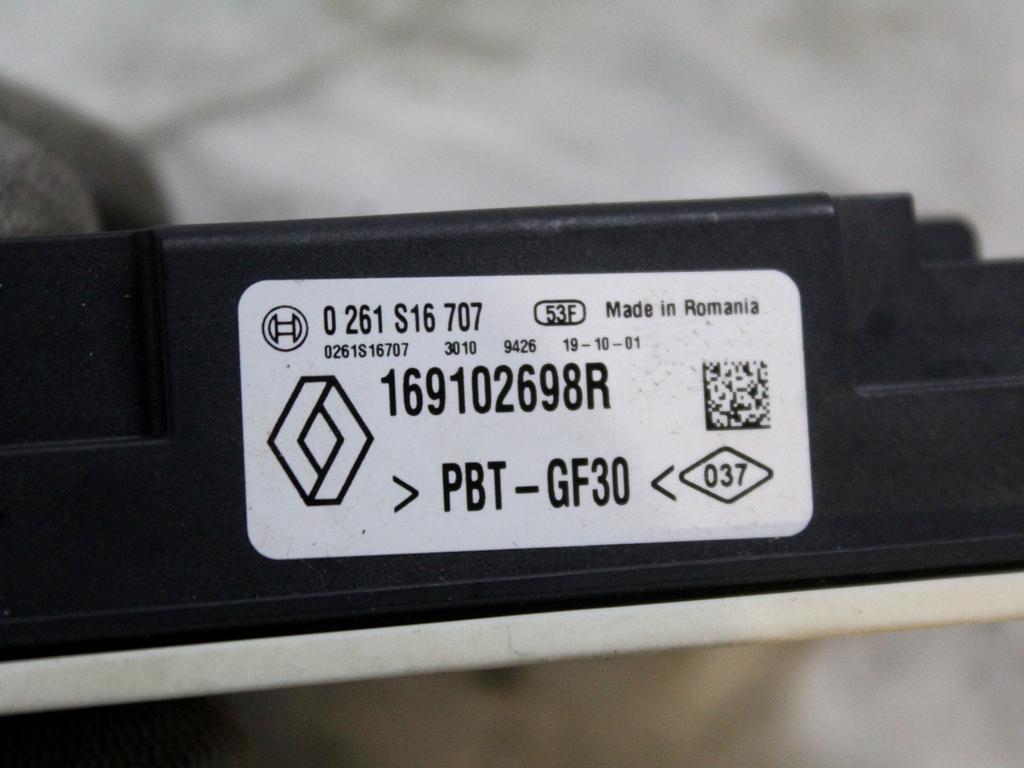 0 261 S16 707 53F Made in Romania
0261S16707 3010 9426 19-10-01
169102698R
> PBT-GF30 < 037